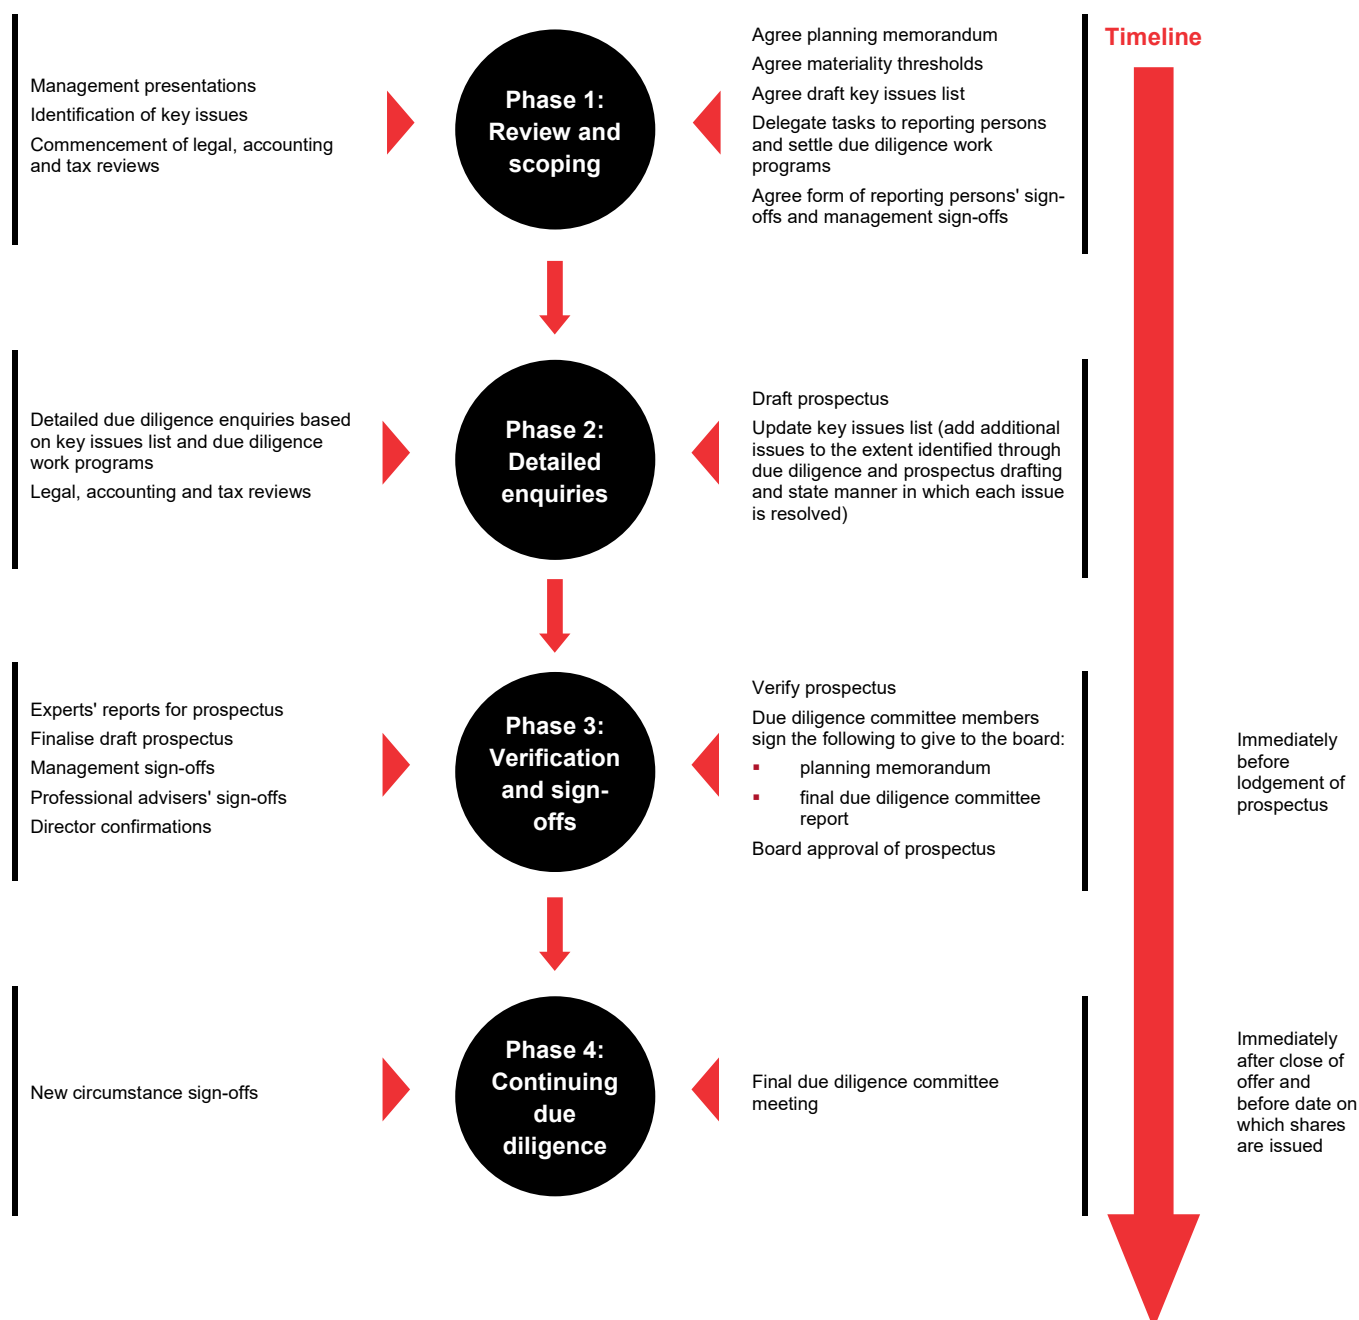 Timeline
Management presentations
Identification of key issues
Commencement of legal, accounting
and tax reviews
Phase 1:
Review and
scoping
Agree planning memorandum
Agree materiality thresholds
Agree draft key issues list
Delegate tasks to reporting persons
and settle due diligence work
programs
Agree form of reporting persons' sign-
offs and management sign-offs
Detailed due diligence enquiries based
on key issues list and due diligence
work programs
Legal, accounting and tax reviews
Phase 2:
Detailed
enquiries
Draft prospectus
Update key issues list (add additional
issues to the extent identified through
due diligence and prospectus drafting
and state manner in which each issue
is resolved)
Experts' reports for prospectus
Finalise draft prospectus
Management sign-offs
Professional advisers' sign-offs
Director confirmations
Phase 3:
Verification
and sign-
offs
Verify prospectus
Due diligence committee members
sign the following to give to the board:
▪ planning memorandum
▪ final due diligence committee
report
Board approval of prospectus
Immediately
before
lodgement of
prospectus
New circumstance sign-offs
Phase 4:
Continuing
due
diligence
Final due diligence committee
meeting
Immediately
after close of
offer and
before date on
which shares
are issued